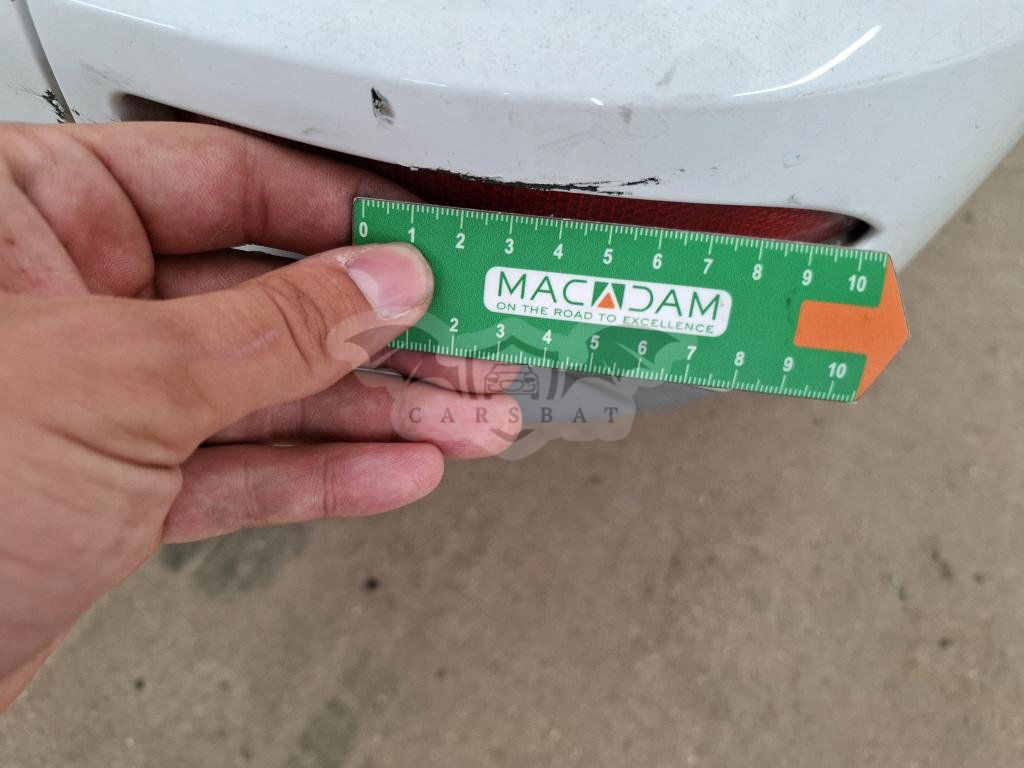 0 1 2 3 4 5 6 7 8 9 10
MACADAM
ON THE ROAD TO EXCELLENCE
2 3 4 5 6 7 8 9 10
CARSBAT